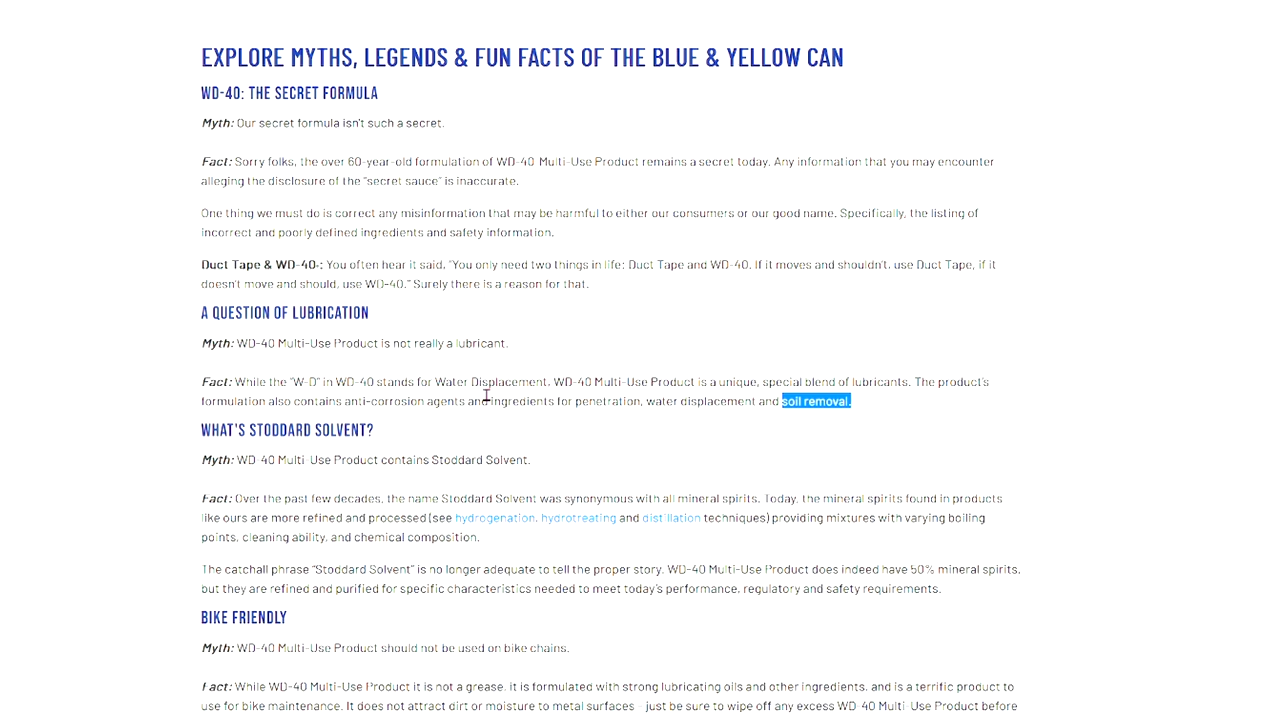 EXPLORE MYTHS, LEGENDS & FUN FACTS OF THE BLUE & YELLOW CAN
WD-40: THE SECRET FORMULA
Myth: Our secret formula isn't such a secret.
Fact: Sorry folks, the over 60-year-old formulation of WD-40 Multi-Use Product remains a secret today. Any information that you may encounter
alleging the disclosure of the "secret sauce" is inaccurate.
One thing we must do is correct any misinformation that may be harmful to either our consumers or our good name. Specifically, the listing of
incorrect and poorly defined ingredients and safety information.
Duct Tape & WD-40-: You often hear it said, "You only need two things in life: Duct Tape and WD-40. If it moves and shouldn't, use Duct Tape, if it
doesn't move and should, use WD-40." Surely there is a reason for that.
A QUESTION OF LUBRICATION
Myth: WD-40 Multi-Use Product is not really a lubricant.
Fact: While the "W-D" in WD-40 stands for Water Displacement, WD-40 Multi-Use Product is a unique, special blend of lubricants. The product's
formulation also contains anti-corrosion agents and ingredients for penetration, water displacement and soil removal.
WHAT'S STODDARD SOLVENT?
Myth: WD-40 Multi-Use Product contains Stoddard Solvent.
Fact: Over the past few decades, the name Stoddard Solvent was synonymous with all mineral spirits. Today, the mineral spirits found in products
like ours are more refined and processed (see hydrogenation, hydrotreating and distillation techniques) providing mixtures with varying boiling
points, cleaning ability, and chemical composition.
The catchall phrase "Stoddard Solvent" is no longer adequate to tell the proper story. WD-40 Multi-Use Product does indeed have 50% mineral spirits,
but they are refined and purified for specific characteristics needed to meet today's performance, regulatory and safety requirements.
BIKE FRIENDLY
Myth: WD-40 Multi-Use Product should not be used on bike chains.
Fact: While WD-40 Multi-Use Product it is not a grease, it is formulated with strong lubricating oils and other ingredients, and is a terrific product to
use for bike maintenance. It does not attract dirt or moisture to metal surfaces - just be sure to wipe off any excess WD-40 Multi-Use Product before